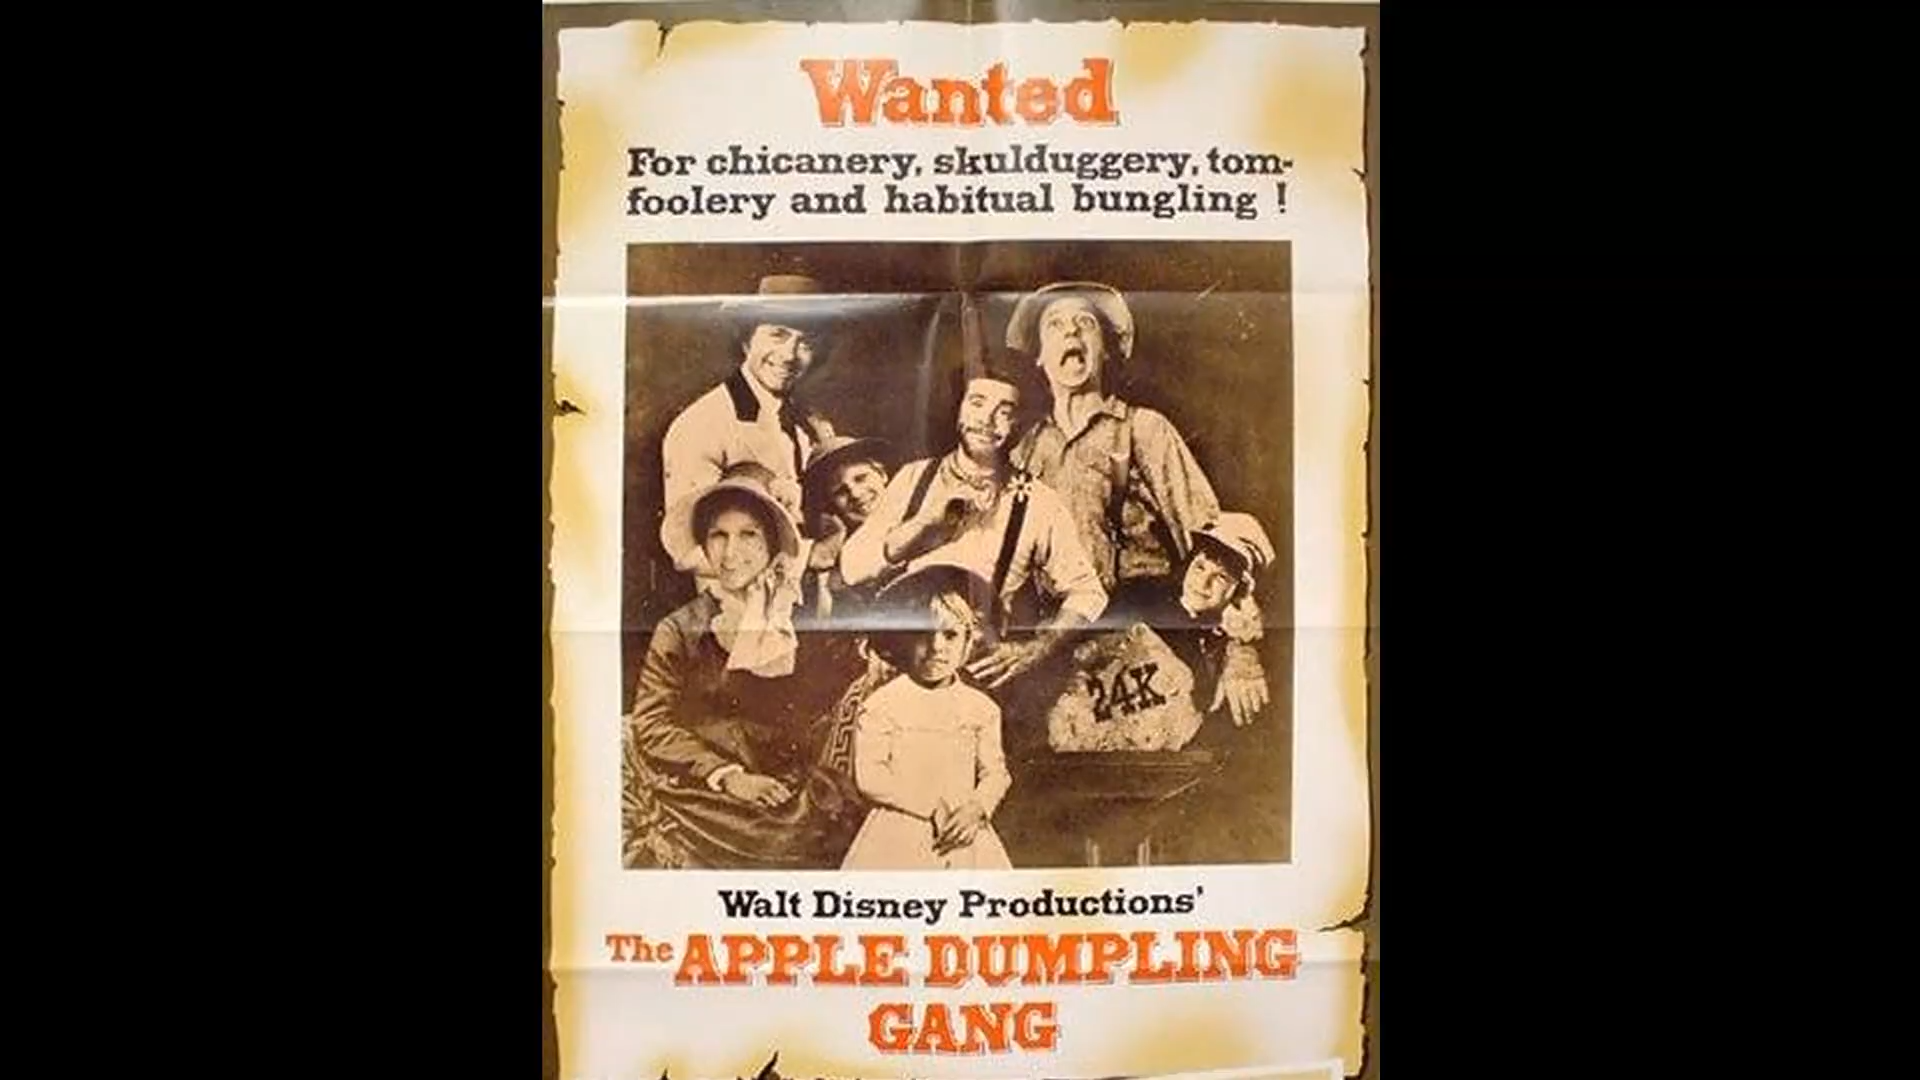 Wanted
For chicanery, skulduggery, tom-
foolery and habitual bungling !
24K
Walt Disney Productions'
The APPLE DUMPLING
GANG